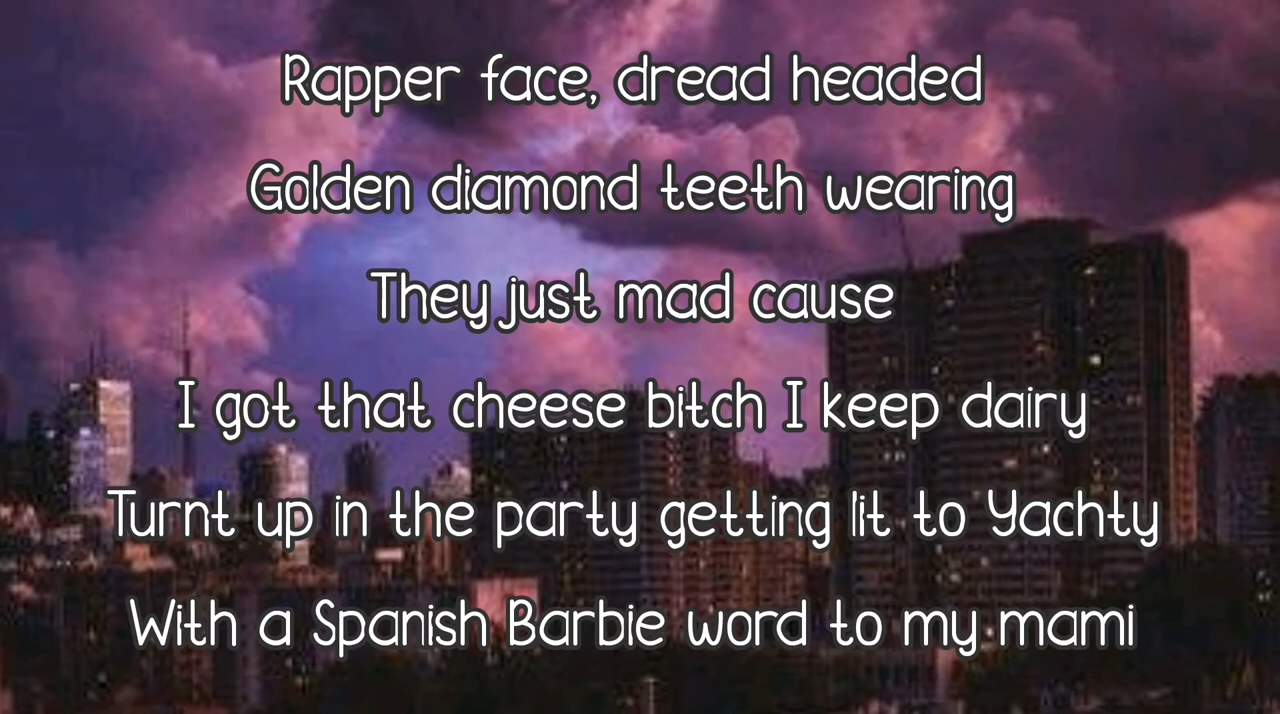 Rapper face, dread headed
Golden diamond teeth wearing
They just mad cause
I got that cheese bitch I keep dairy
Turnt up in the party getting lit to Yachty
With a Spanish Barbie word to my mami